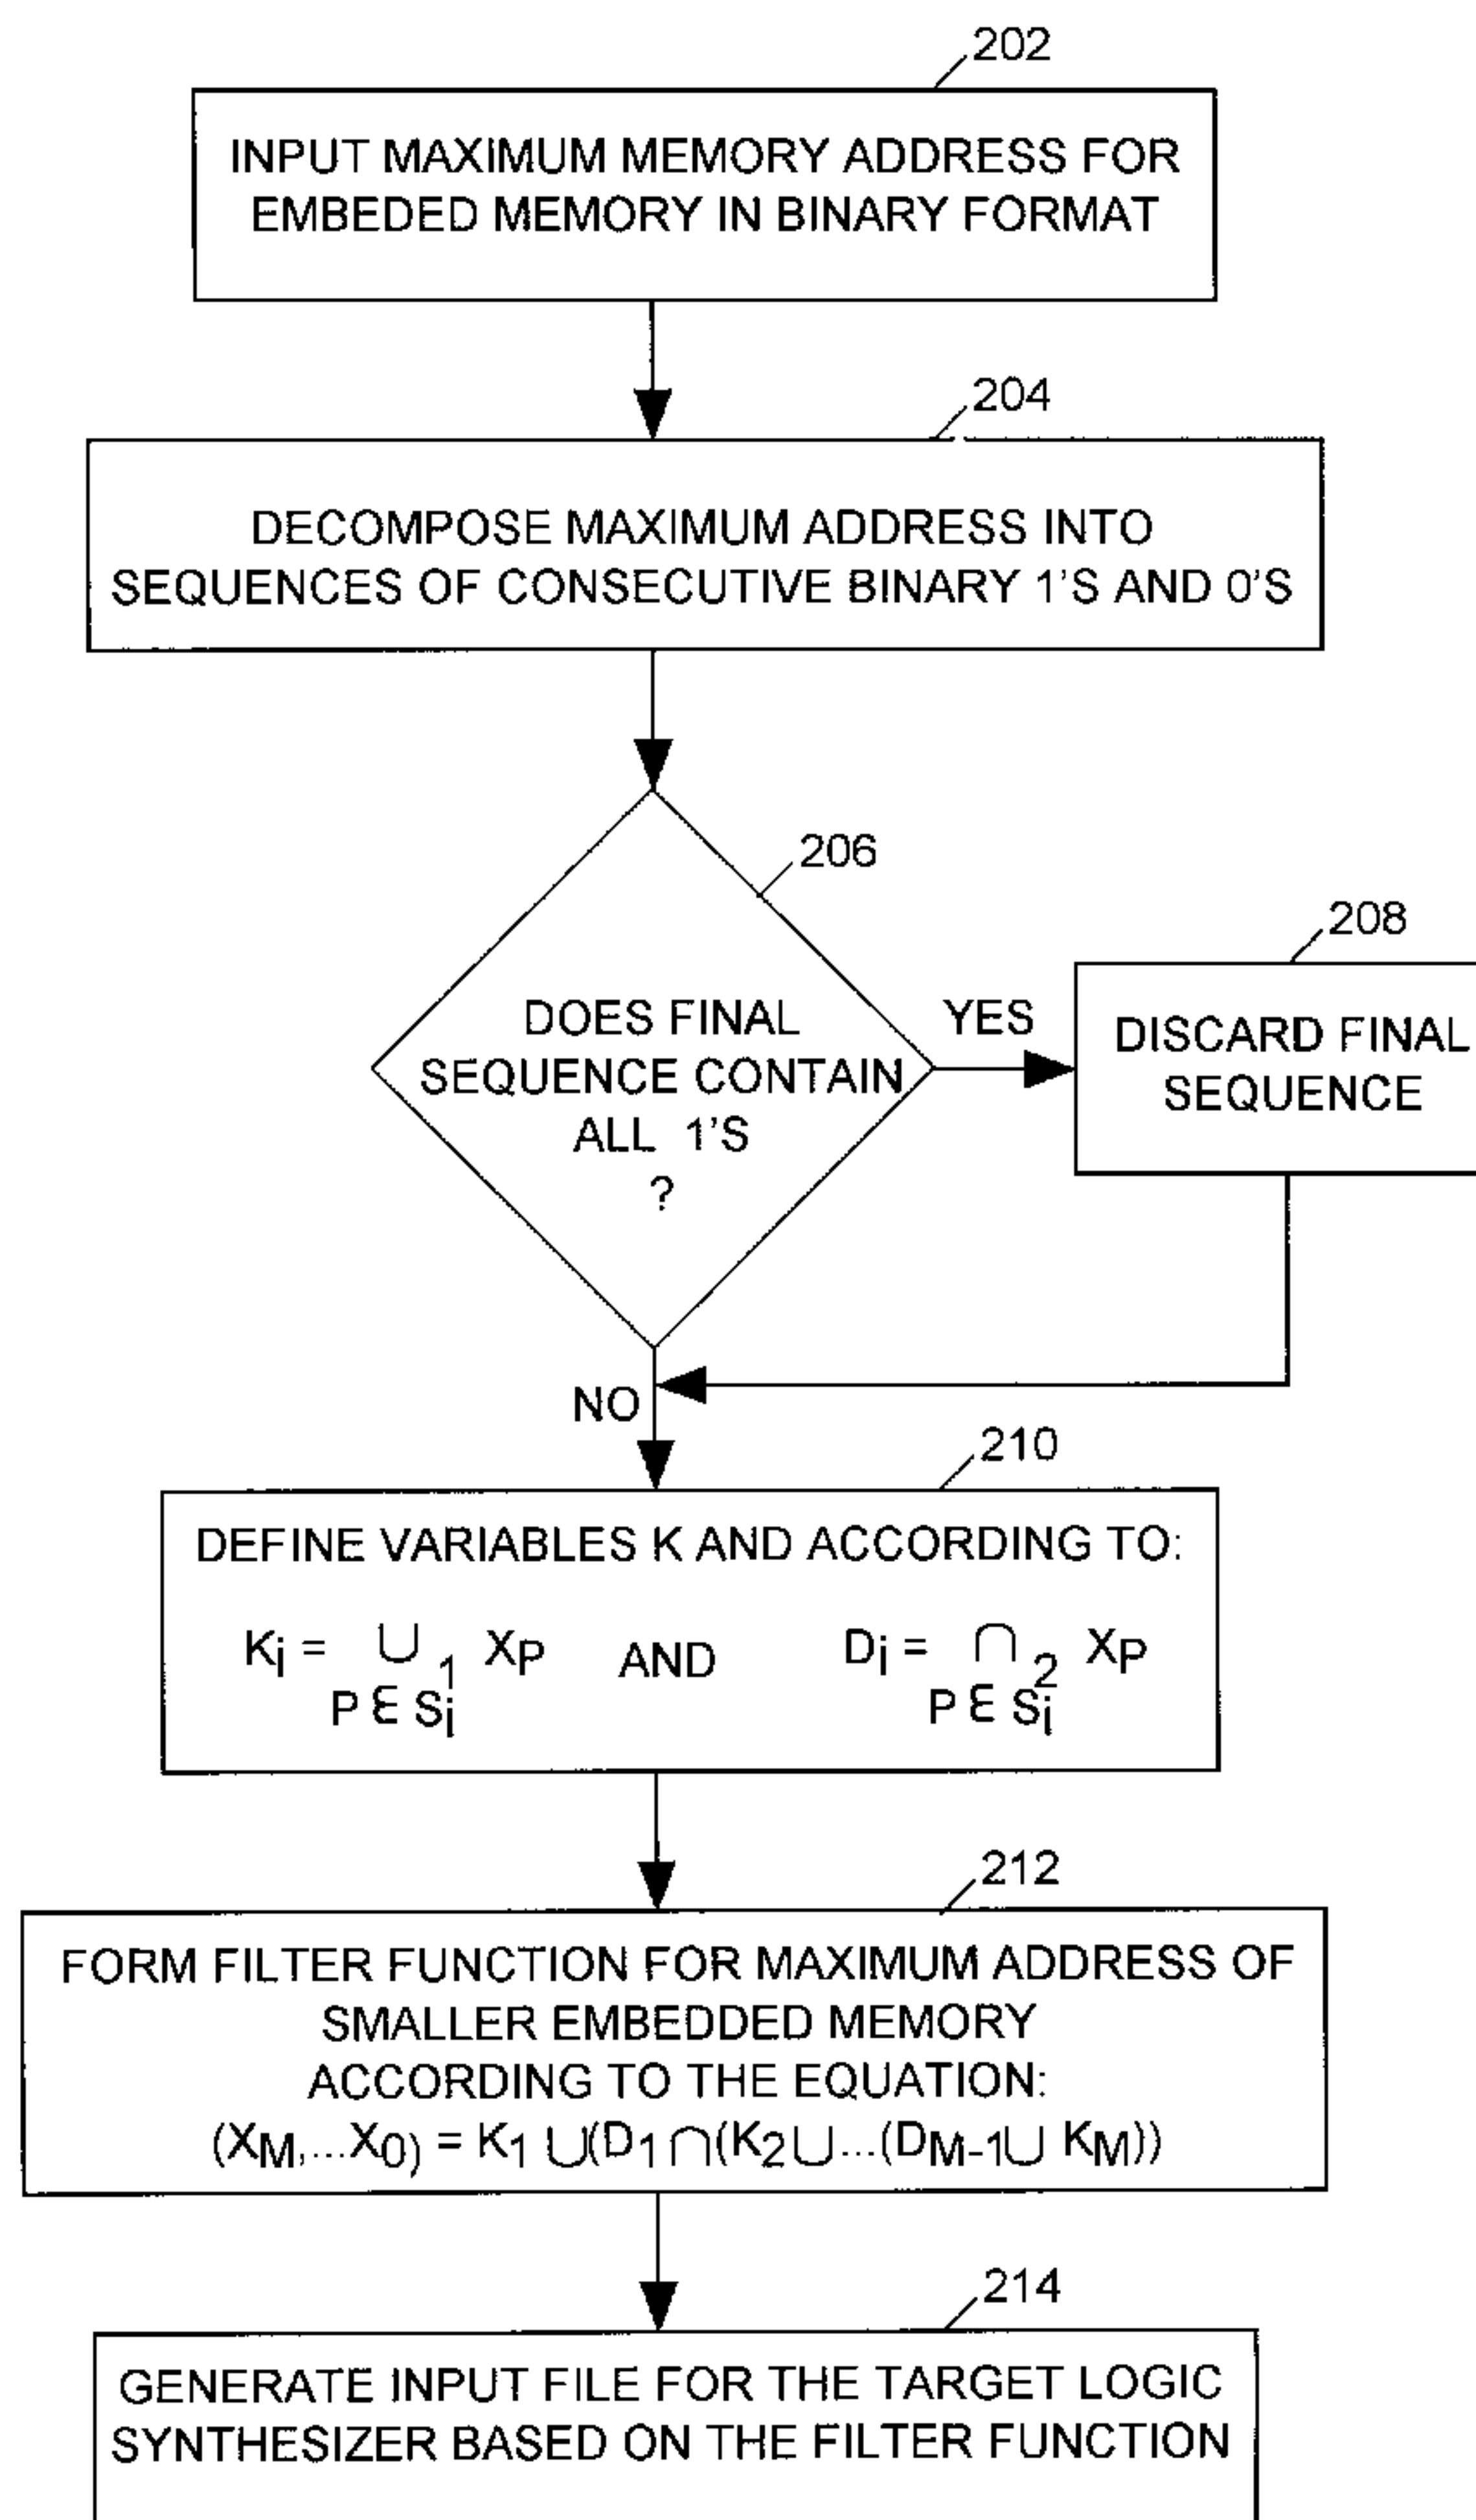 202
INPUT MAXIMUM MEMORY ADDRESS FOR
EMBEDED MEMORY IN BINARY FORMAT
204
DECOMPOSE MAXIMUM ADDRESS INTO
SEQUENCES OF CONSECUTIVE BINARY 1'S AND 0'S
206
DOES FINAL
SEQUENCE CONTAIN
ALL 1'S
?
YES
208
DISCARD FINAL
SEQUENCE
NO
210
DEFINE VARIABLES K AND ACCORDING TO:
Ki = ∪ 1 XP AND Di = ∩ 2 XP
P Ɛ Si P Ɛ Si
212
FORM FILTER FUNCTION FOR MAXIMUM ADDRESS OF
SMALLER EMBEDDED MEMORY
ACCORDING TO THE EQUATION:
(XM,...X0) = K1 ∪(D1∩(K2∪...(DM-1∪ KM))
214
GENERATE INPUT FILE FOR THE TARGET LOGIC
SYNTHESIZER BASED ON THE FILTER FUNCTION